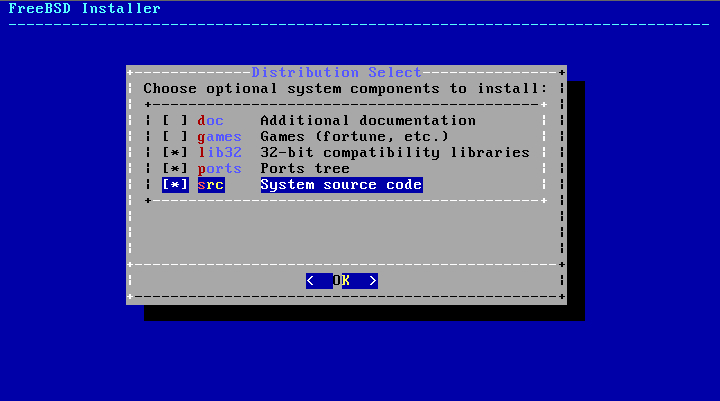 FreeBSD Installer
Distribution Select
Choose optional system components to install:
[ ] doc Additional documentation
[ ] games Games (fortune, etc.)
[*] lib32 32-bit compatibility libraries
[*] ports Ports tree
[*] src System source code
< OK >